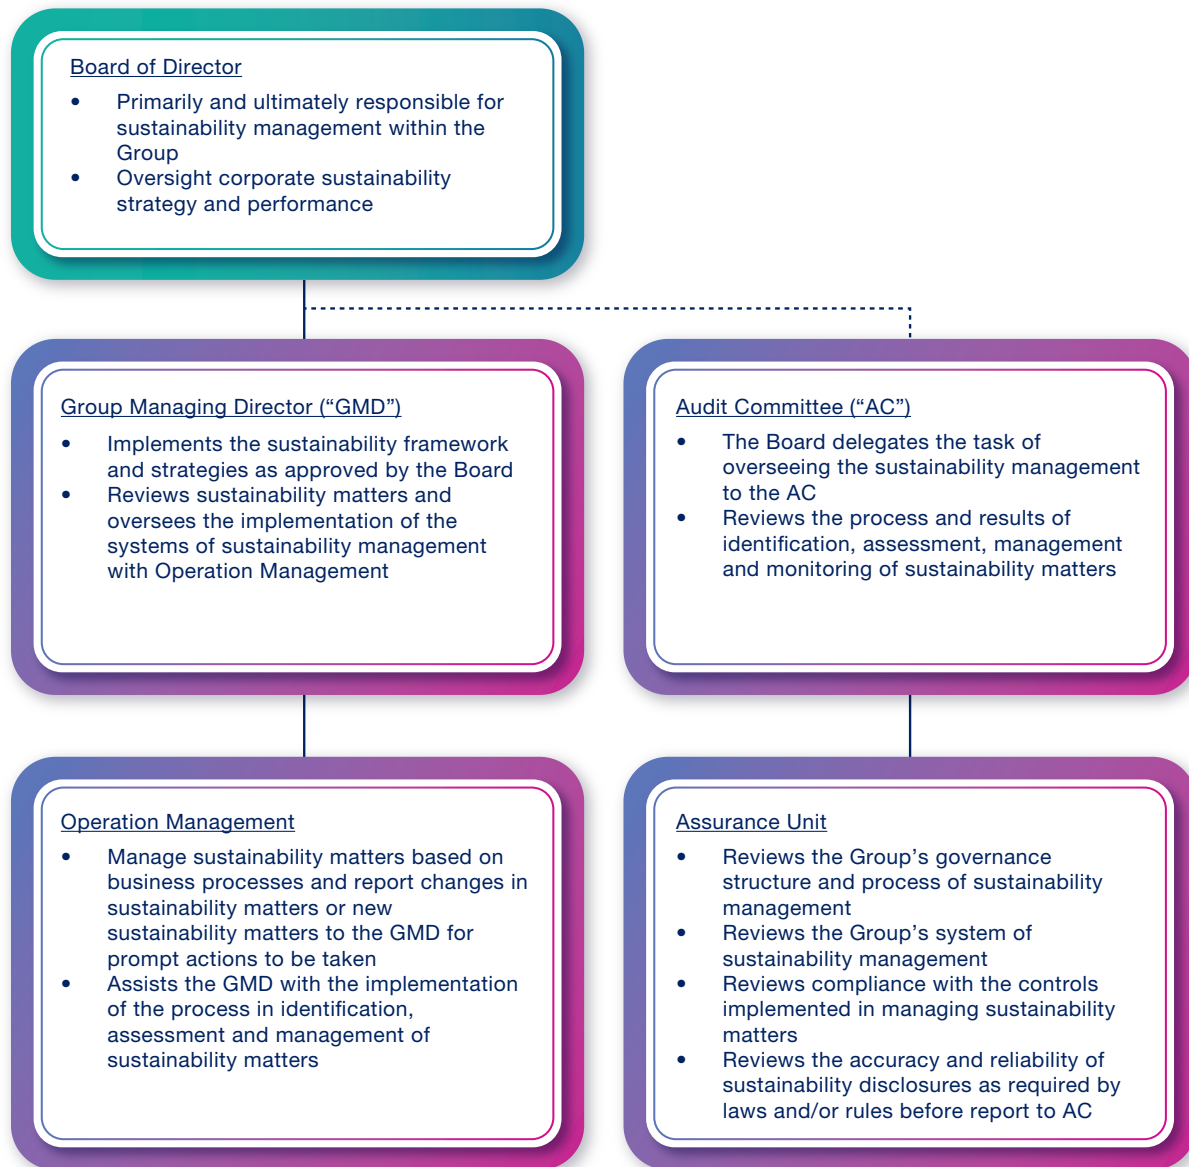 Board of Director
• Primarily and ultimately responsible for
sustainability management within the
Group
• Oversight corporate sustainability
strategy and performance
Group Managing Director (“GMD”)
• Implements the sustainability framework
and strategies as approved by the Board
• Reviews sustainability matters and
oversees the implementation of the
systems of sustainability management
with Operation Management
Audit Committee (“AC”)
• The Board delegates the task of
overseeing the sustainability management
to the AC
• Reviews the process and results of
identification, assessment, management
and monitoring of sustainability matters
Operation Management
• Manage sustainability matters based on
business processes and report changes in
sustainability matters or new
sustainability matters to the GMD for
prompt actions to be taken
• Assists the GMD with the implementation
of the process in identification,
assessment and management of
sustainability matters
Assurance Unit
• Reviews the Group’s governance
structure and process of sustainability
management
• Reviews the Group’s system of
sustainability management
• Reviews compliance with the controls
implemented in managing sustainability
matters
• Reviews the accuracy and reliability of
sustainability disclosures as required by
laws and/or rules before report to AC